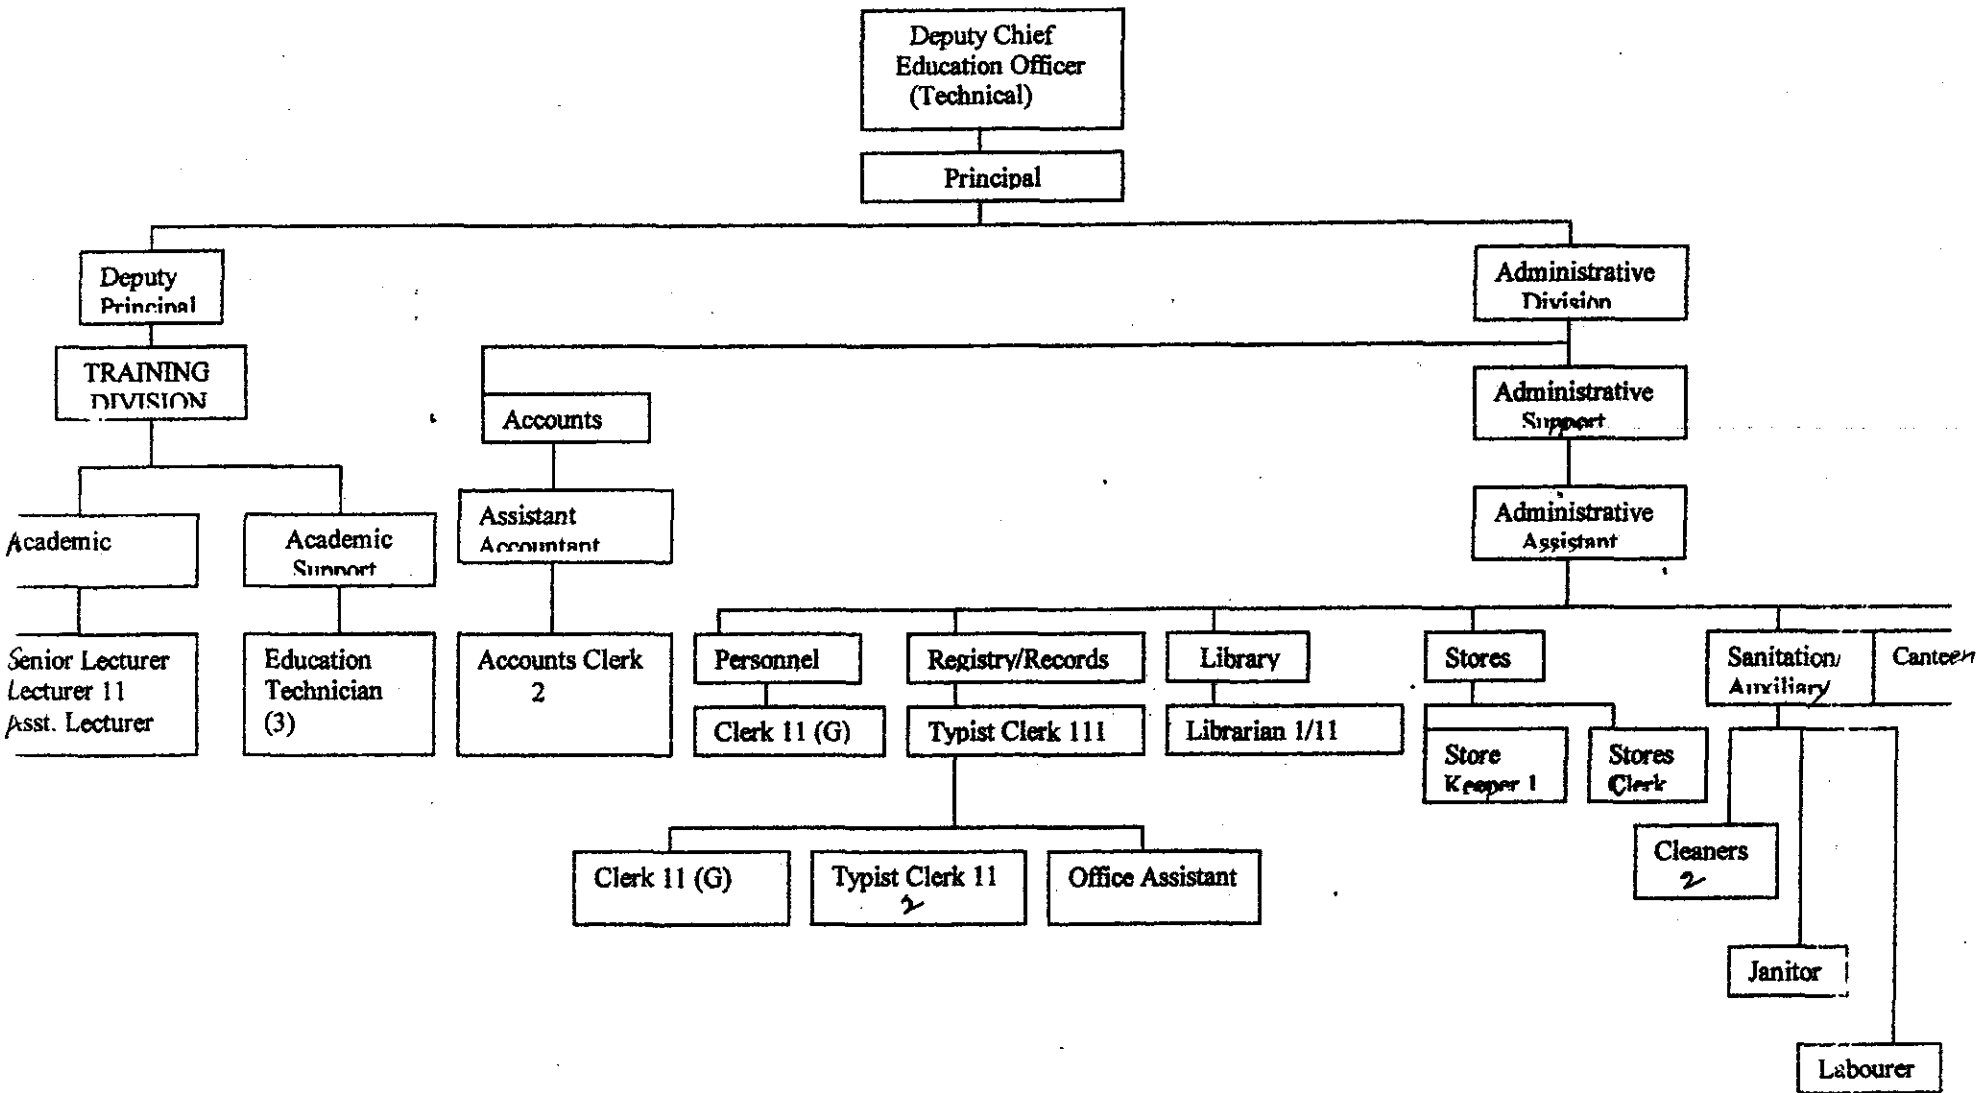 Deputy Chief
Education Officer
(Technical)
Principal
Deputy
Principal
Administrative
Division
TRAINING
DIVISION
Administrative
Support
Accounts
Assistant
Accountant
Administrative
Assistant
Academic
Academic
Support
Senior Lecturer
Lecturer 11
Asst. Lecturer
Education
Technician
(3)
Accounts Clerk
2
Personnel
Registry/Records
Library
Stores
Sanitation/
Auxiliary
Canteen
Clerk 11 (G)
Typist Clerk 111
Librarian 1/11
Store
Keeper 1
Stores
Clerk
Clerk 11 (G)
Typist Clerk 11
2
Office Assistant
Cleaners
2
Janitor
Labourer